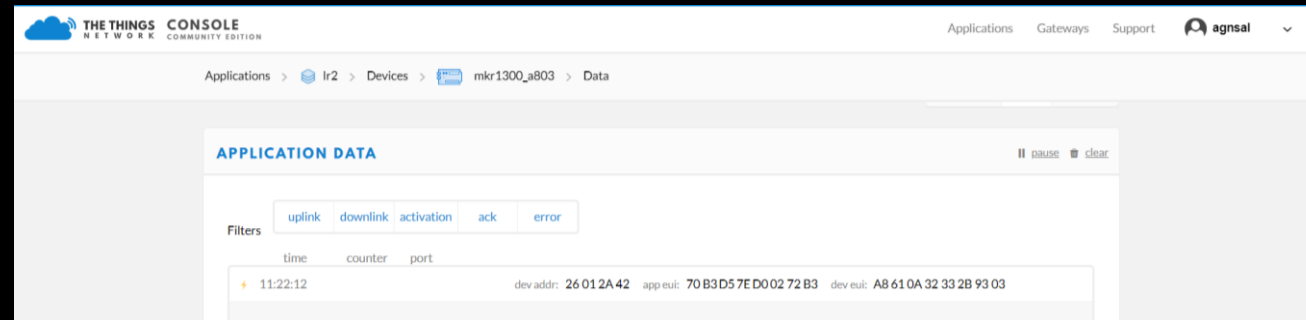 THE THINGS CONSOLE
NETWORK COMMUNITY EDITION
Applications Gateways Support agnsal
Applications > lr2 > Devices > mkr1300_a803 > Data
APPLICATION DATA
pause clear
Filters uplink downlink activation ack error
time counter port
11:22:12 dev addr: 26 01 2A 42 app eui: 70 B3 D5 7E D0 02 72 B3 dev eui: A8 61 0A 32 33 2B 93 03